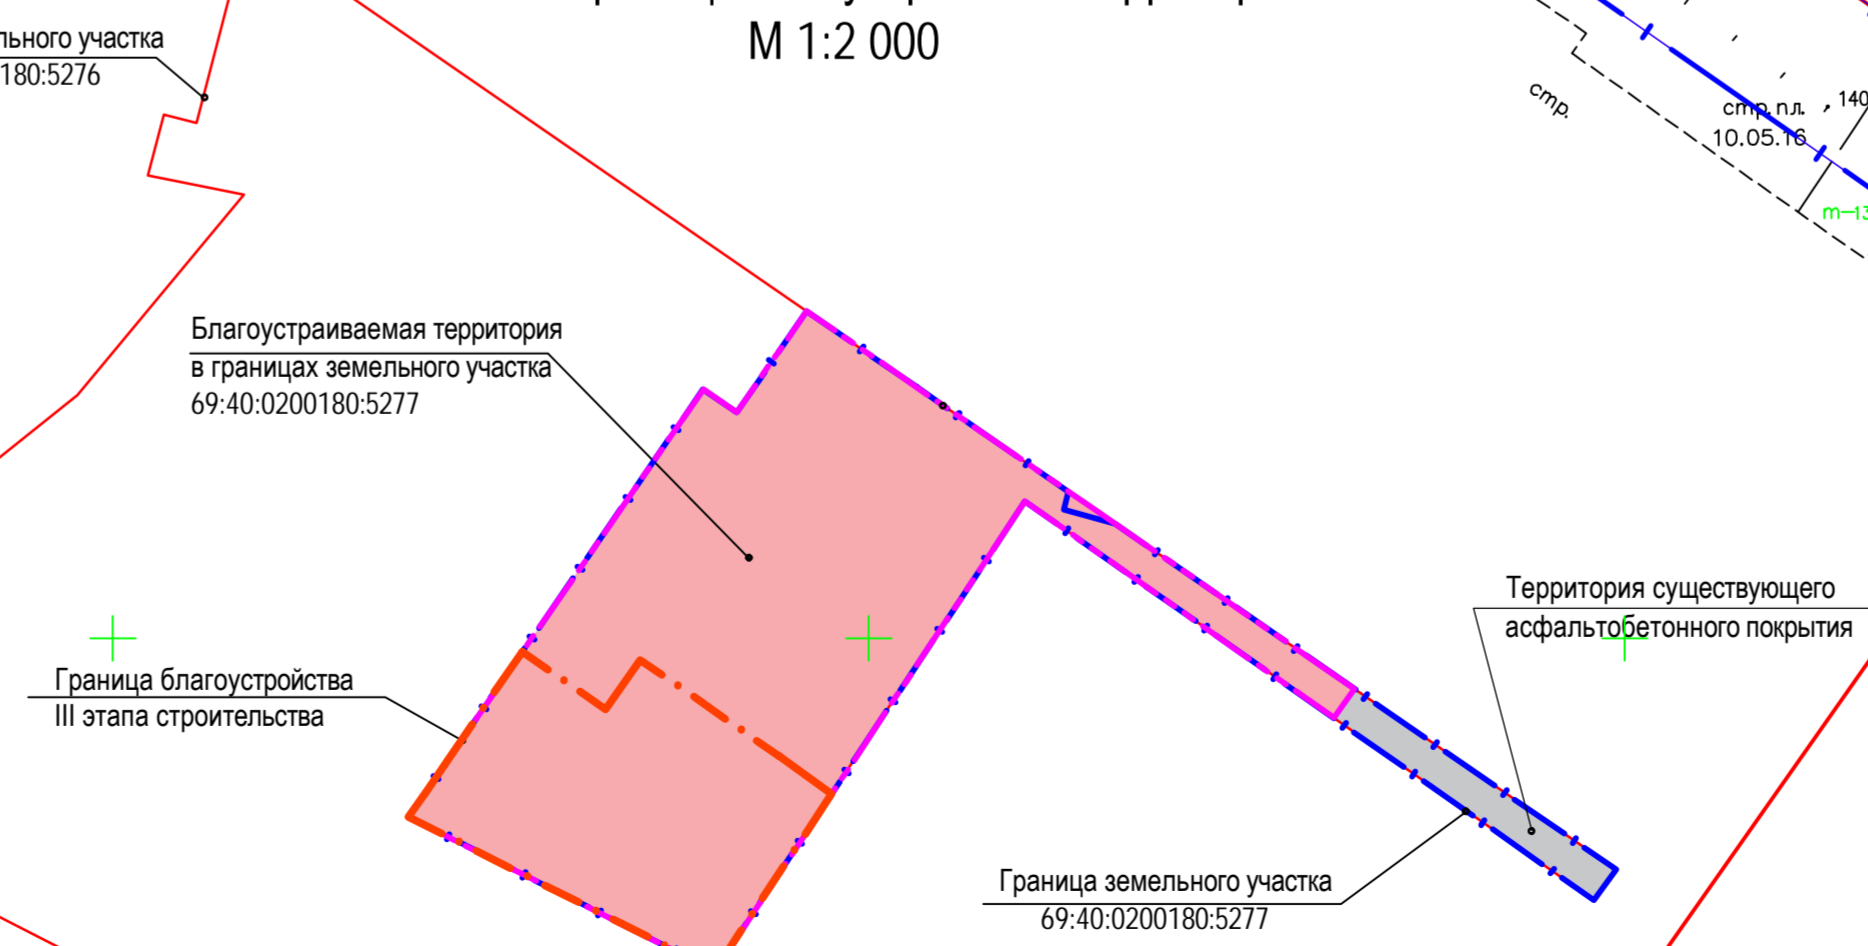 М 1:2 000
льного участка
180:5276
стр.
стр. пл.
10.05.16
140
т-13
Благоустраиваемая территория
в границах земельного участка
69:40:0200180:5277
Территория существующего
асфальтобетонного покрытия
Граница благоустройства
III этапа строительства
Граница земельного участка
69:40:0200180:5277